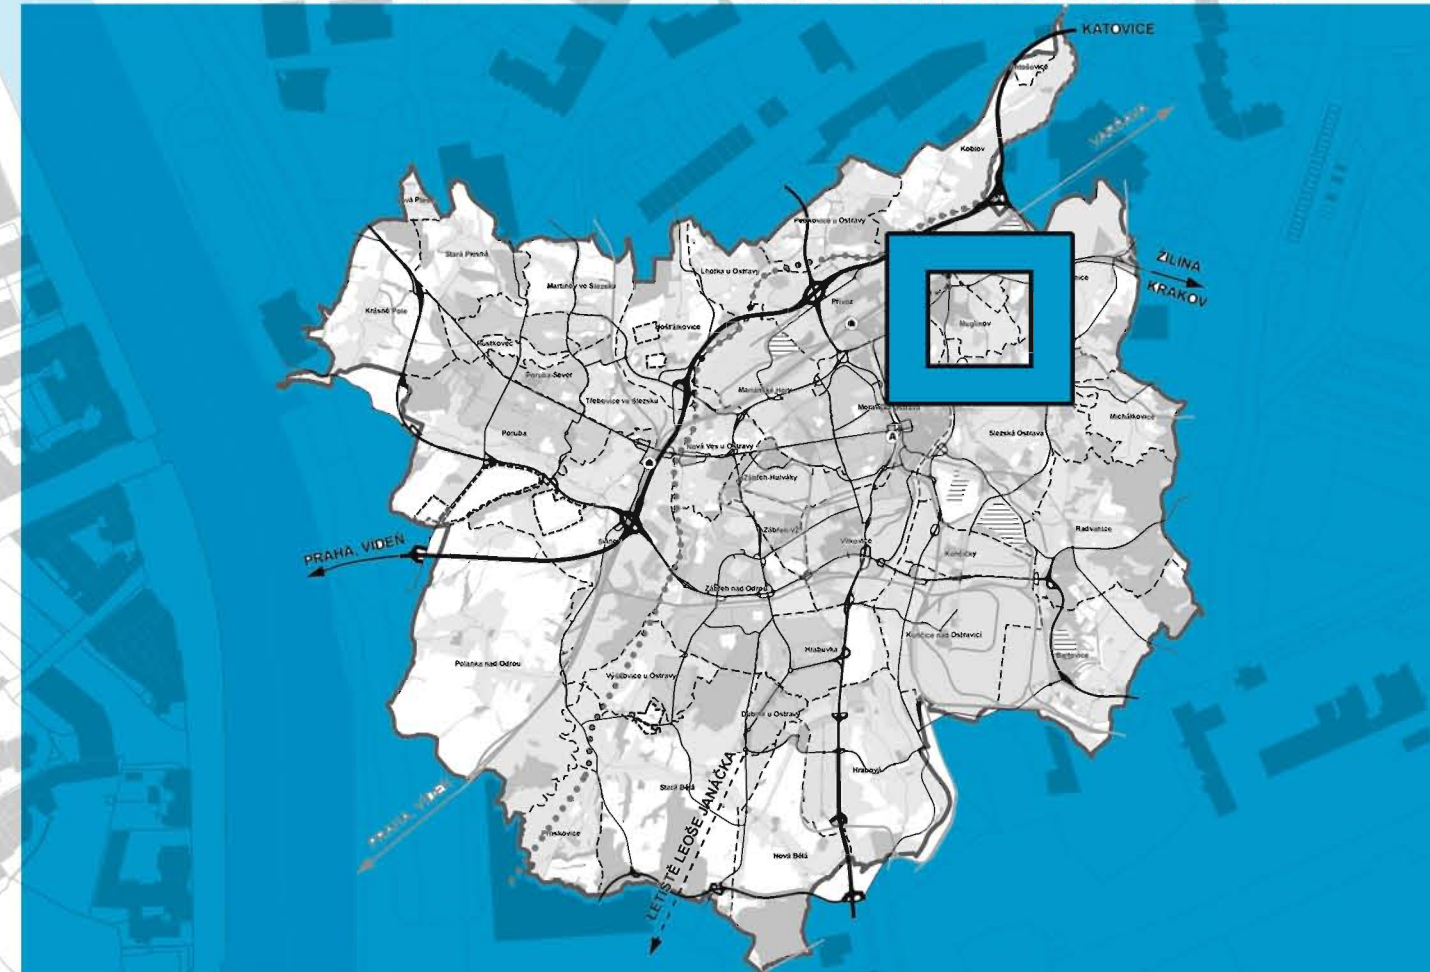 KATOVICE
VARŠAVA
Koblov
Petřkovice u Ostravy
ŽILINA
KRAKOV
Stará Plesná
Lhotka u Ostravy
Martinov ve Slezsku
Přívoz
Krásné Pole
Hošťálkovice
Muglinov
Pustkovec
Poruba-Sever
Mariánské Hory
Třebovice ve Slezsku
Moravská Ostrava
Michálkovice
Poruba
Slezská Ostrava
Nová Ves u Ostravy
A
Zábřeh-Hulváky
Zábřeh-VŽ
Radvanice
Svinov
Vítkovice
Kunčičky
PRAHA, VÍDEŇ
Zábřeh nad Odrou
Kunčice nad Ostravicí
Hrabůvka
Bartovice
Polanka nad Odrou
Výškovice u Ostravy
Dubina u Ostravy
Hrabová
Stará Bělá
PRAHA, VÍDEŇ
LETIŠTĚ LEOŠE JANÁČKA
Proskovice
Nová Bělá